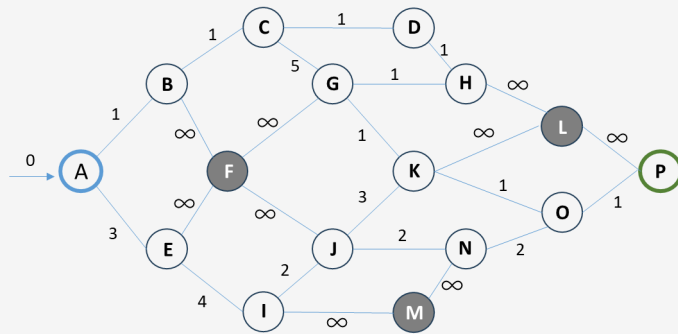 C 1 D
1 5 1
B G 1 H ∞
1 ∞ ∞ 1 ∞ L ∞
0 A F K P
3 ∞ ∞ 3 1 1
E J 2 N O
4 2 ∞ 2
I ∞ M